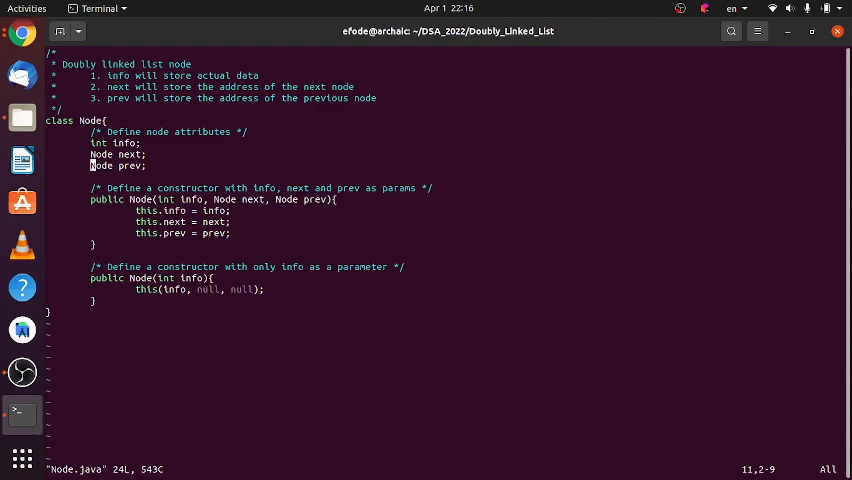 Activities
Terminal
Apr 1 22:16
en
efode@archaic: ~/DSA_2022/Doubly_Linked_List
/*
* Doubly linked list node
* 1. info will store actual data
* 2. next will store the address of the next node
* 3. prev will store the address of the previous node
*/
class Node{
/* Define node attributes */
int info;
Node next;
Node prev;
/* Define a constructor with info, next and prev as params */
public Node(int info, Node next, Node prev){
this.info = info;
this.next = next;
this.prev = prev;
}
/* Define a constructor with only info as a parameter */
public Node(int info){
this(info, null, null);
}
}
~
~
~
~
~
~
~
~
~
~
~
~
~
"Node.java" 24L, 543C 11,2-9 All